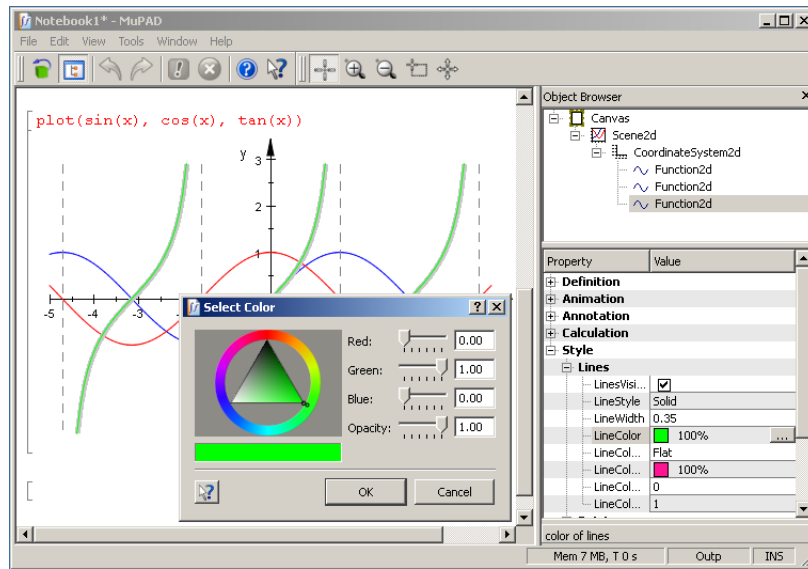 Notebook1* - MuPAD
File Edit View Tools Window Help
plot(sin(x), cos(x), tan(x))
y
3
2
1
-5 -4 -3
Select Color
Red: 0.00
Green: 1.00
Blue: 0.00
Opacity: 1.00
OK Cancel
Object Browser
Canvas
Scene2d
CoordinateSystem2d
Function2d
Function2d
Function2d
Property Value
Definition
Animation
Annotation
Calculation
Style
Lines
LinesVisi...
LineStyle Solid
LineWidth 0.35
LineColor 100% ...
LineCol... Flat
LineCol... 100%
LineCol... 0
LineCol... 1
color of lines
Mem 7 MB, T 0 s Outp INS